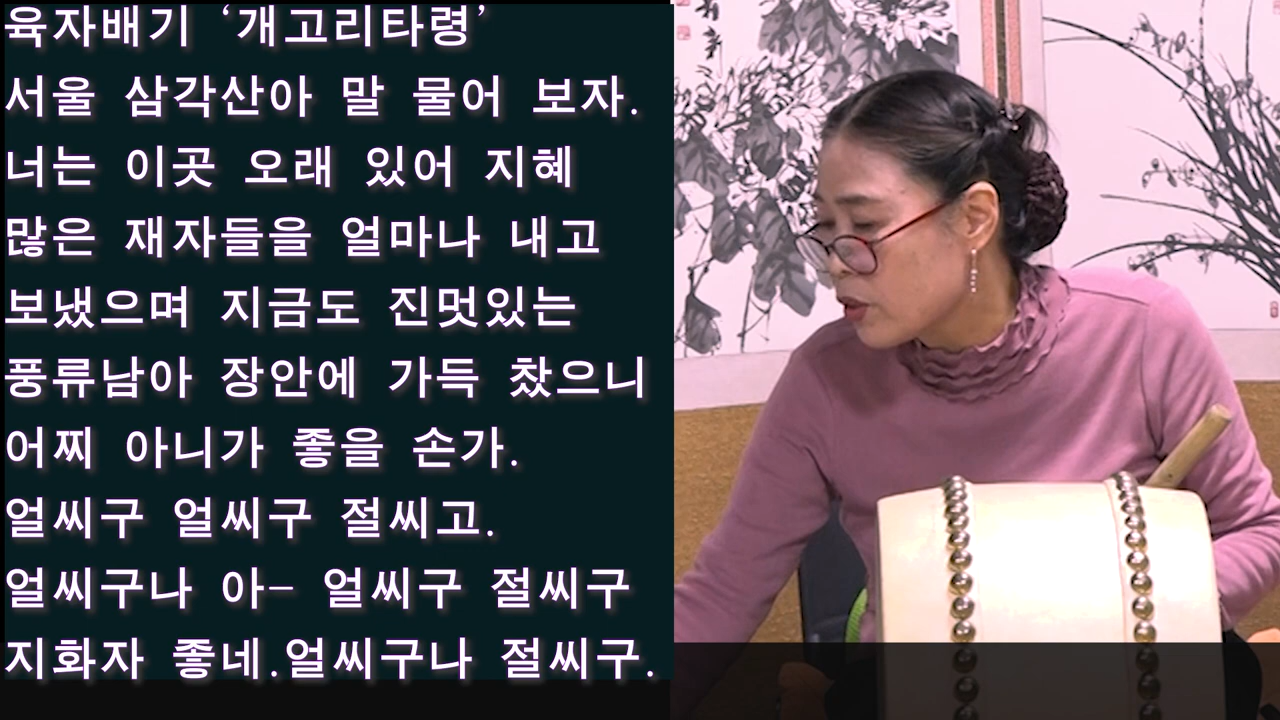 육자배기 ‘개고리타령’
서울 삼각산아 말 물어 보자.
너는 이곳 오래 있어 지혜
많은 재자들을 얼마나 내고
보냈으며 지금도 진멋있는
풍류남아 장안에 가득 찼으니
어찌 아니가 좋을 손가.
얼씨구 얼씨구 절씨고.
얼씨구나 아- 얼씨구 절씨구
지화자 좋네.얼씨구나 절씨구.